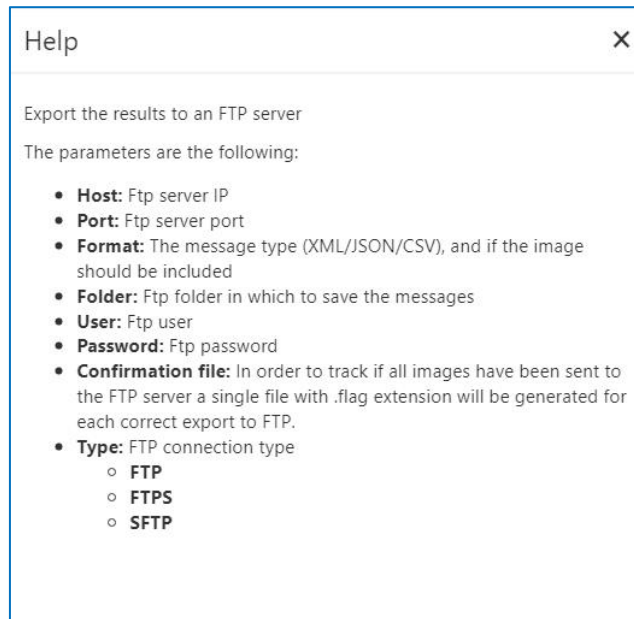 Help
Export the results to an FTP server
The parameters are the following:
• Host: Ftp server IP
• Port: Ftp server port
• Format: The message type (XML/JSON/CSV), and if the image
should be included
• Folder: Ftp folder in which to save the messages
• User: Ftp user
• Password: Ftp password
• Confirmation file: In order to track if all images have been sent to
the FTP server a single file with .flag extension will be generated for
each correct export to FTP.
• Type: FTP connection type
○ FTP
○ FTPS
○ SFTP